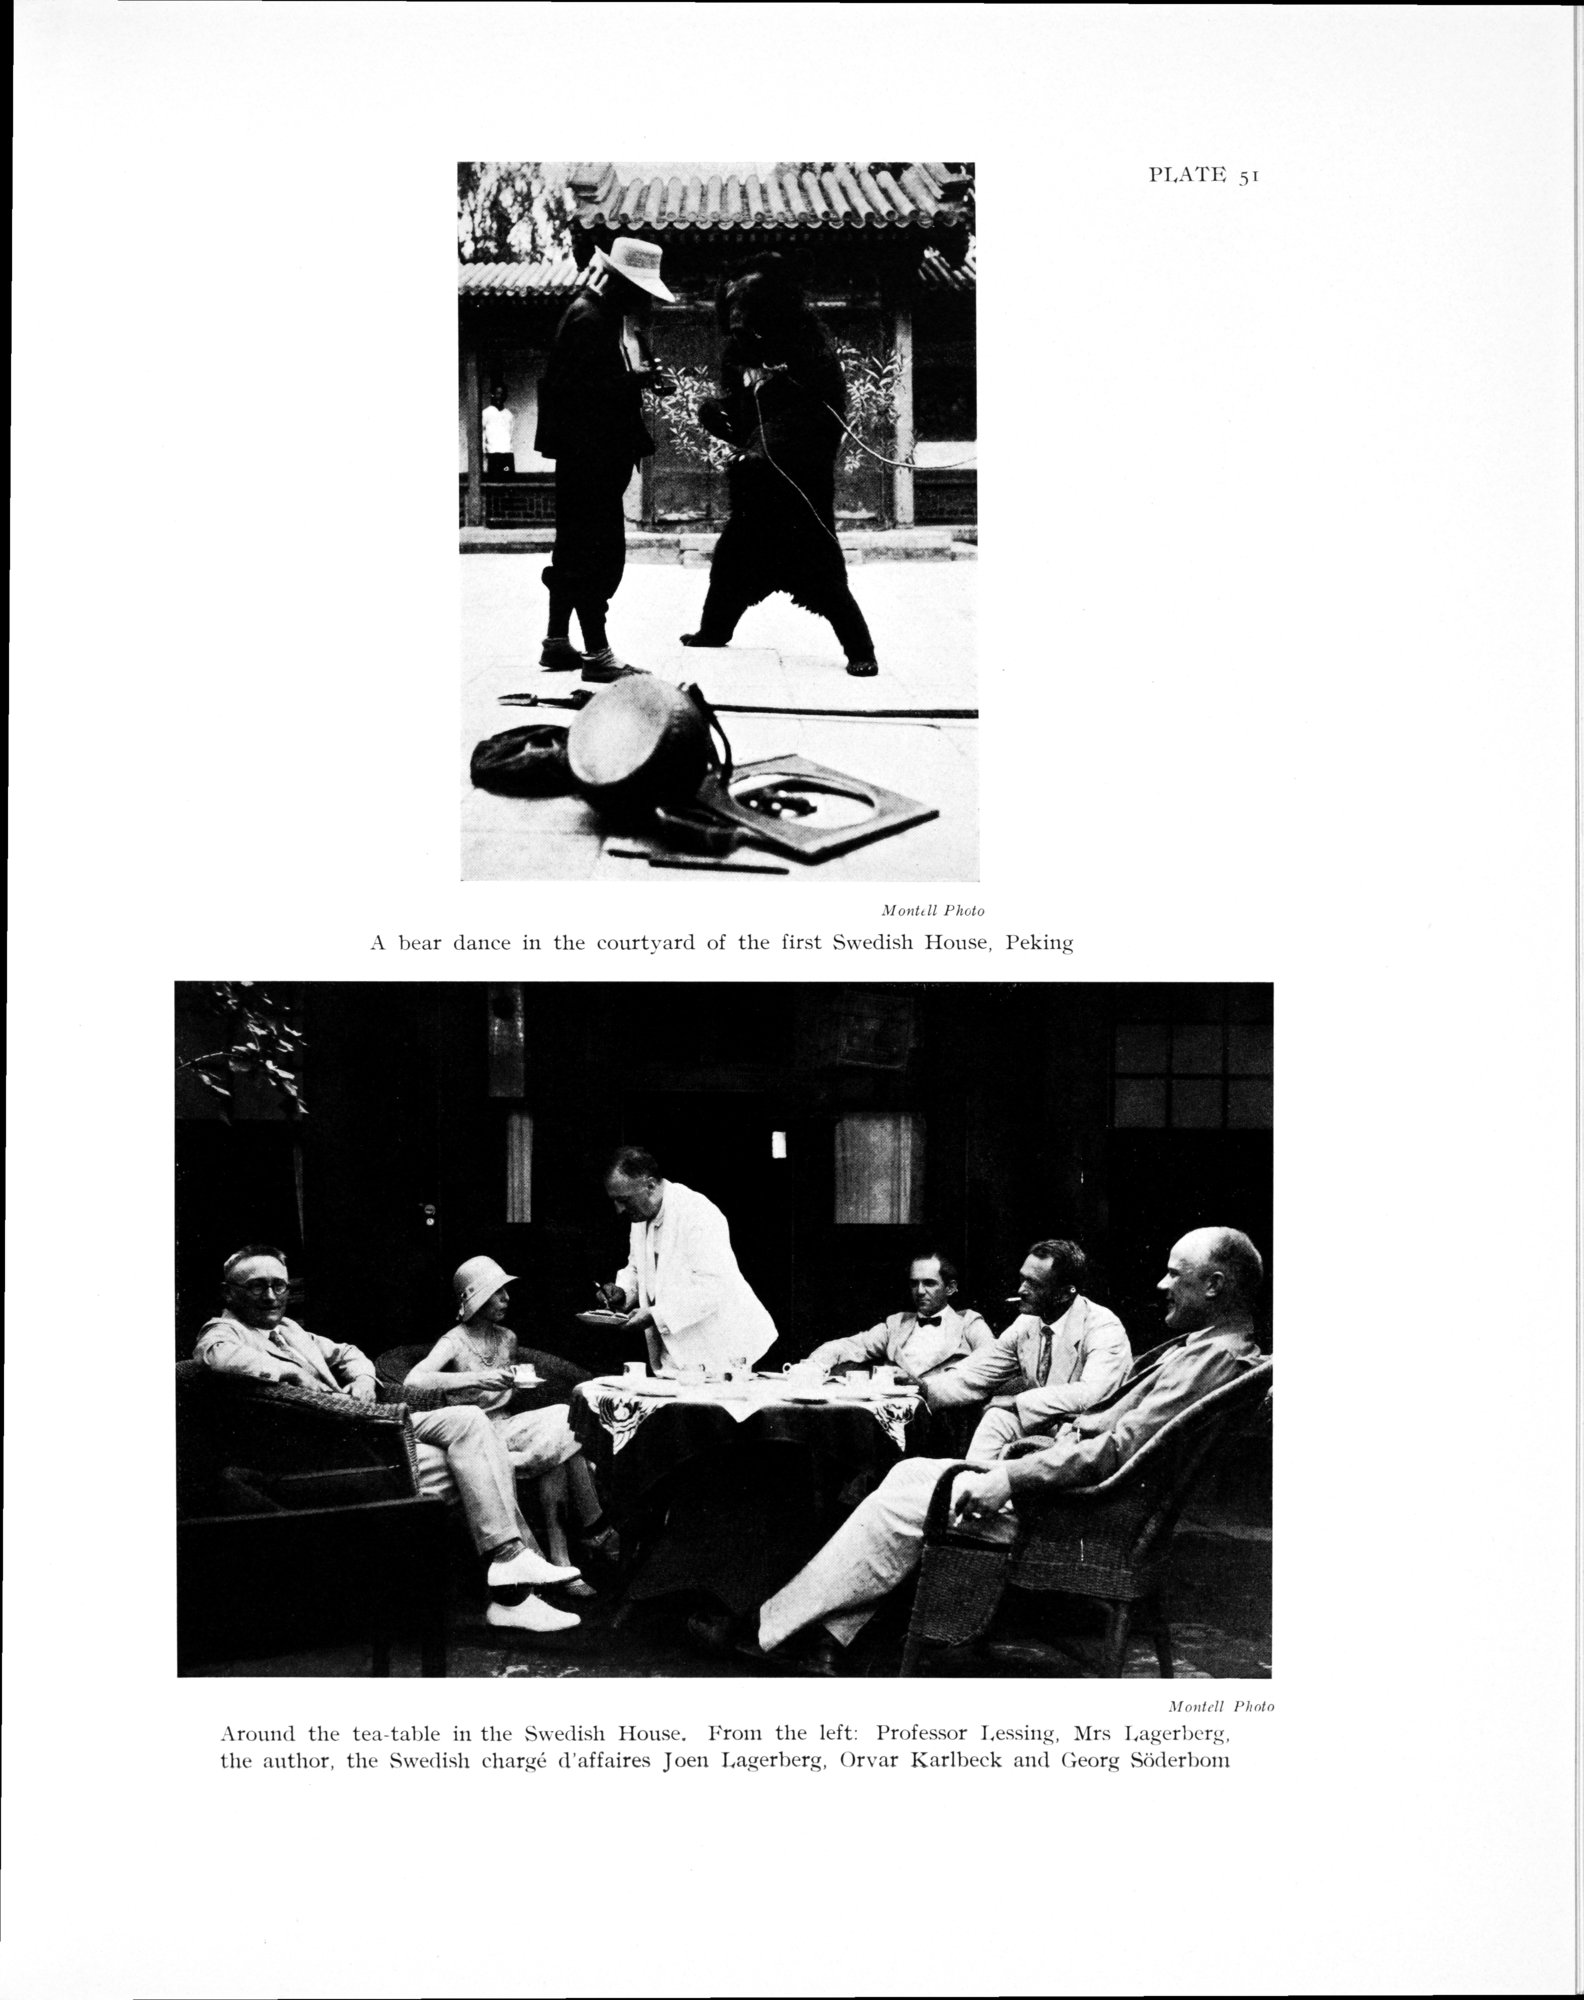 PLATE 51
Montell Photo
A bear dance in the courtyard of the first Swedish House, Peking
Montell Photo
Around the tea-table in the Swedish House. From the left: Professor Lessing, Mrs Lagerberg,
the author, the Swedish chargé d'affaires Joen Lagerberg, Orvar Karlbeck and Georg Söderbom